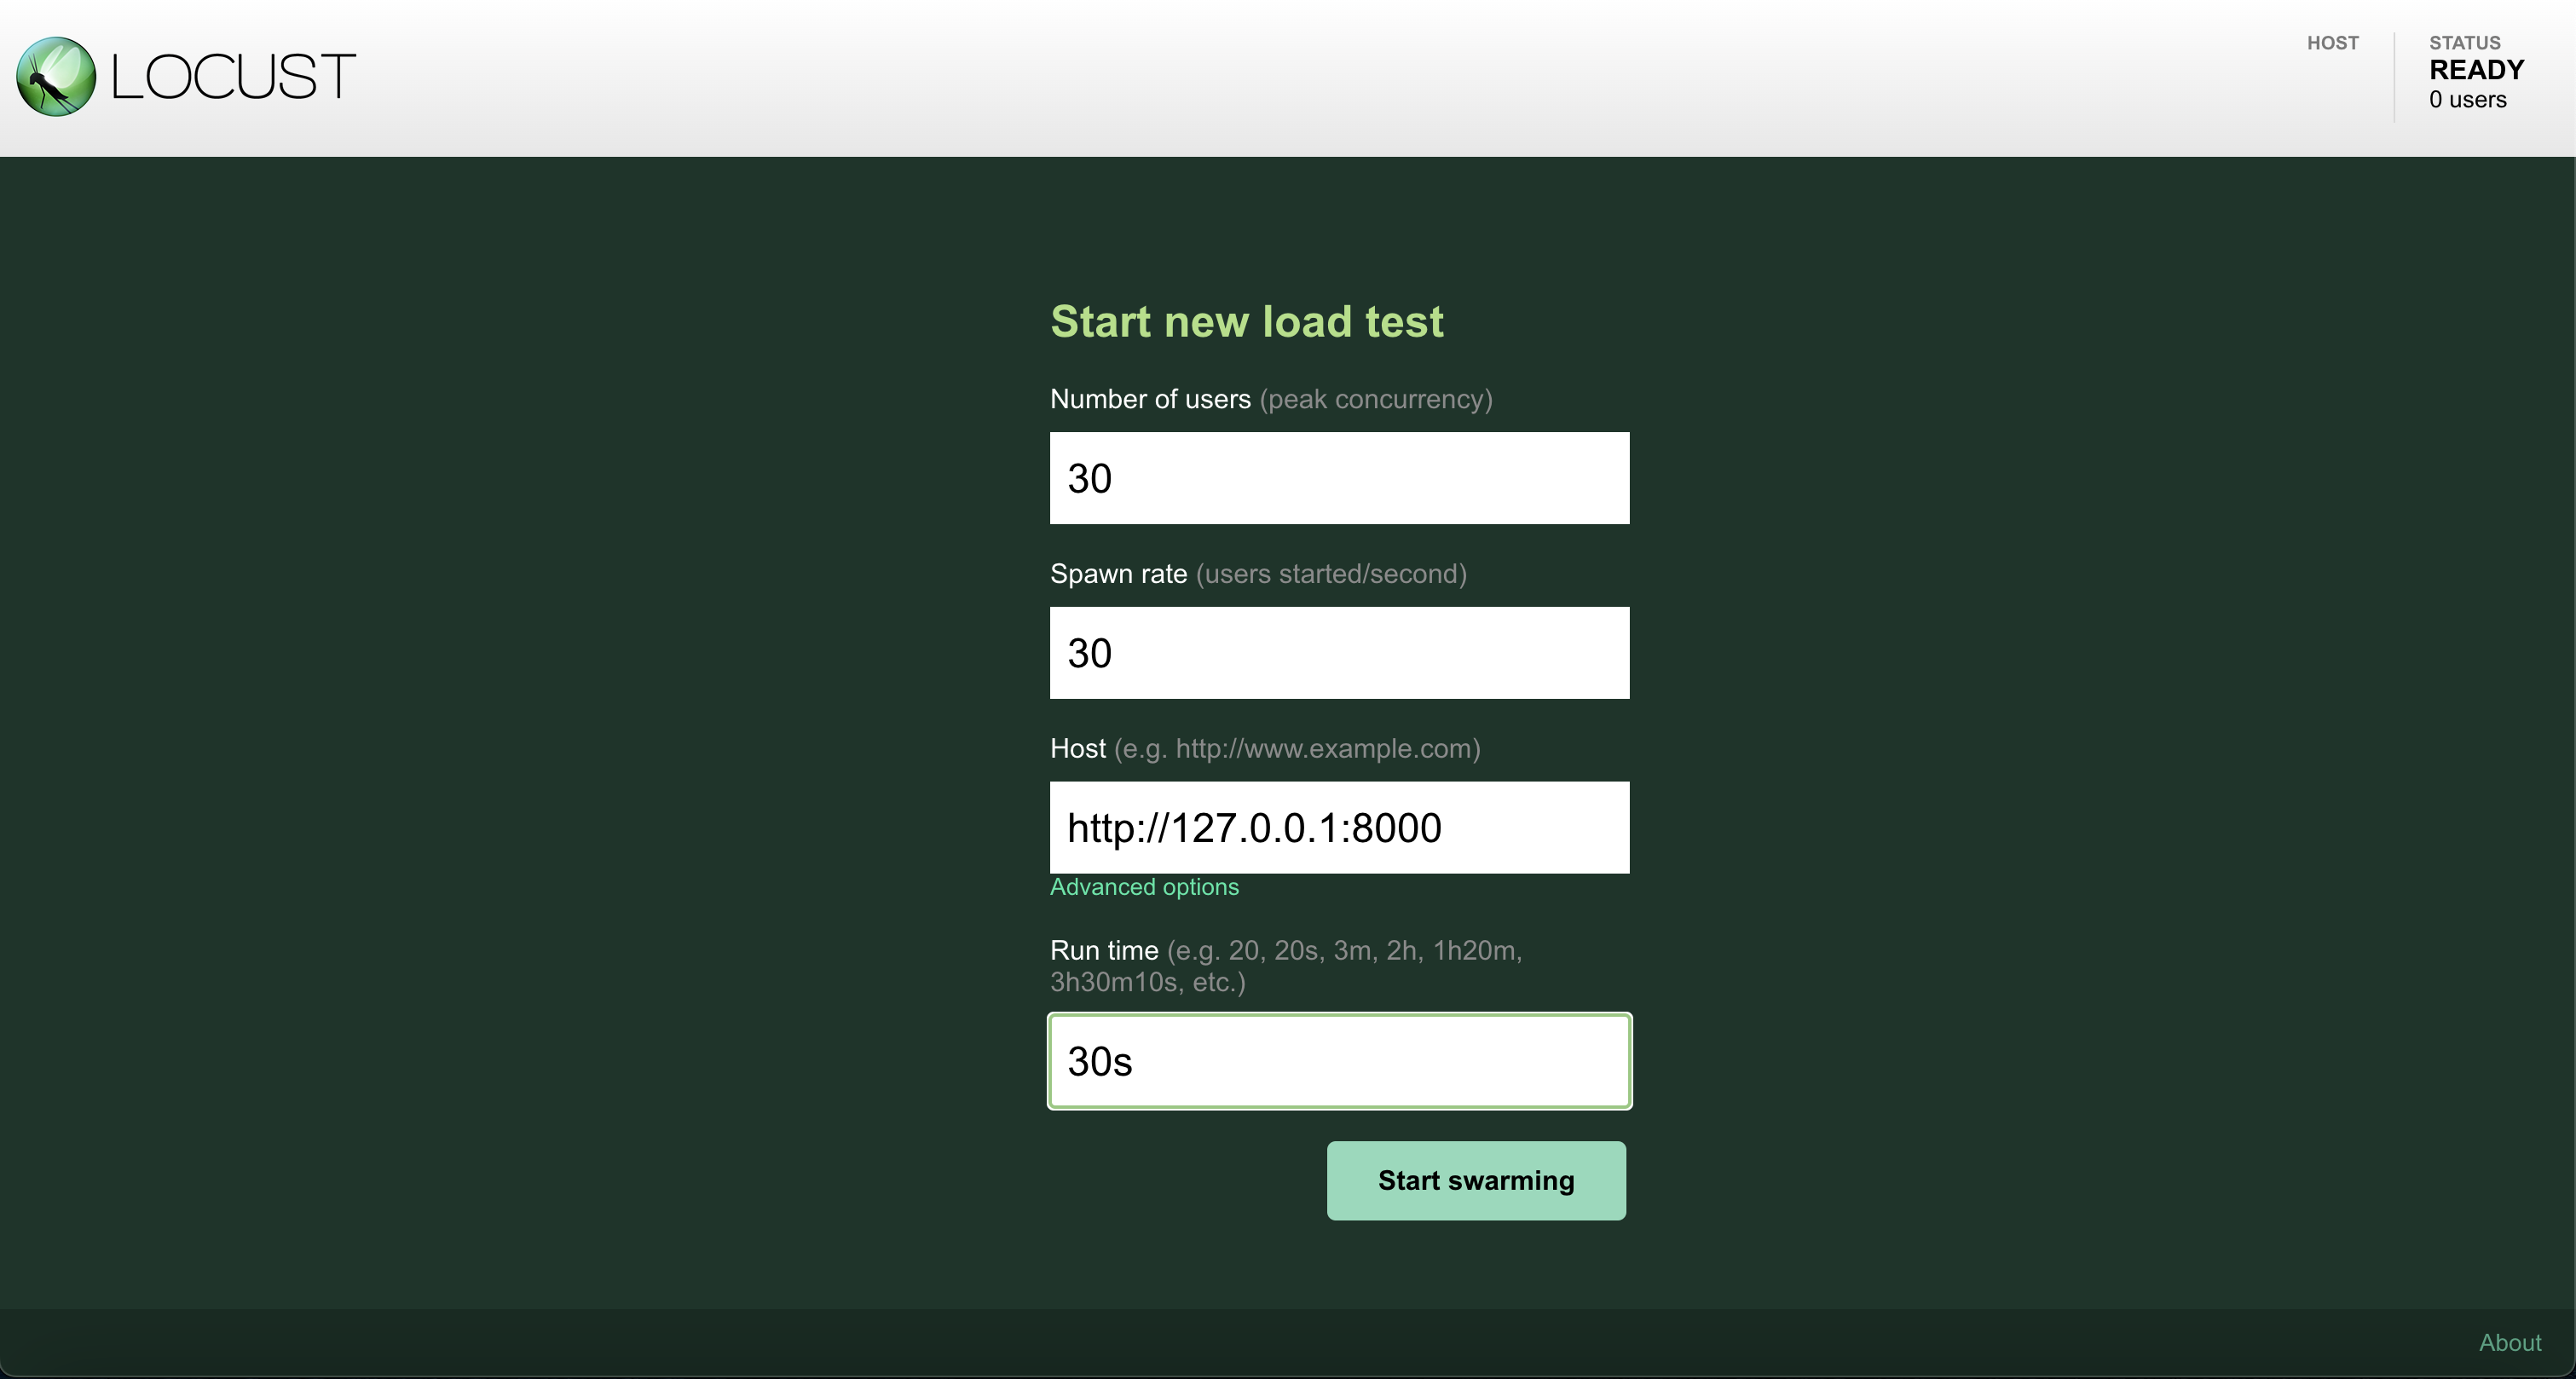 LOCUST
HOST
STATUS
READY
0 users
Start new load test
Number of users (peak concurrency)
30
Spawn rate (users started/second)
30
Host (e.g. http://www.example.com)
http://127.0.0.1:8000
Advanced options
Run time (e.g. 20, 20s, 3m, 2h, 1h20m,
3h30m10s, etc.)
30s
Start swarming
About